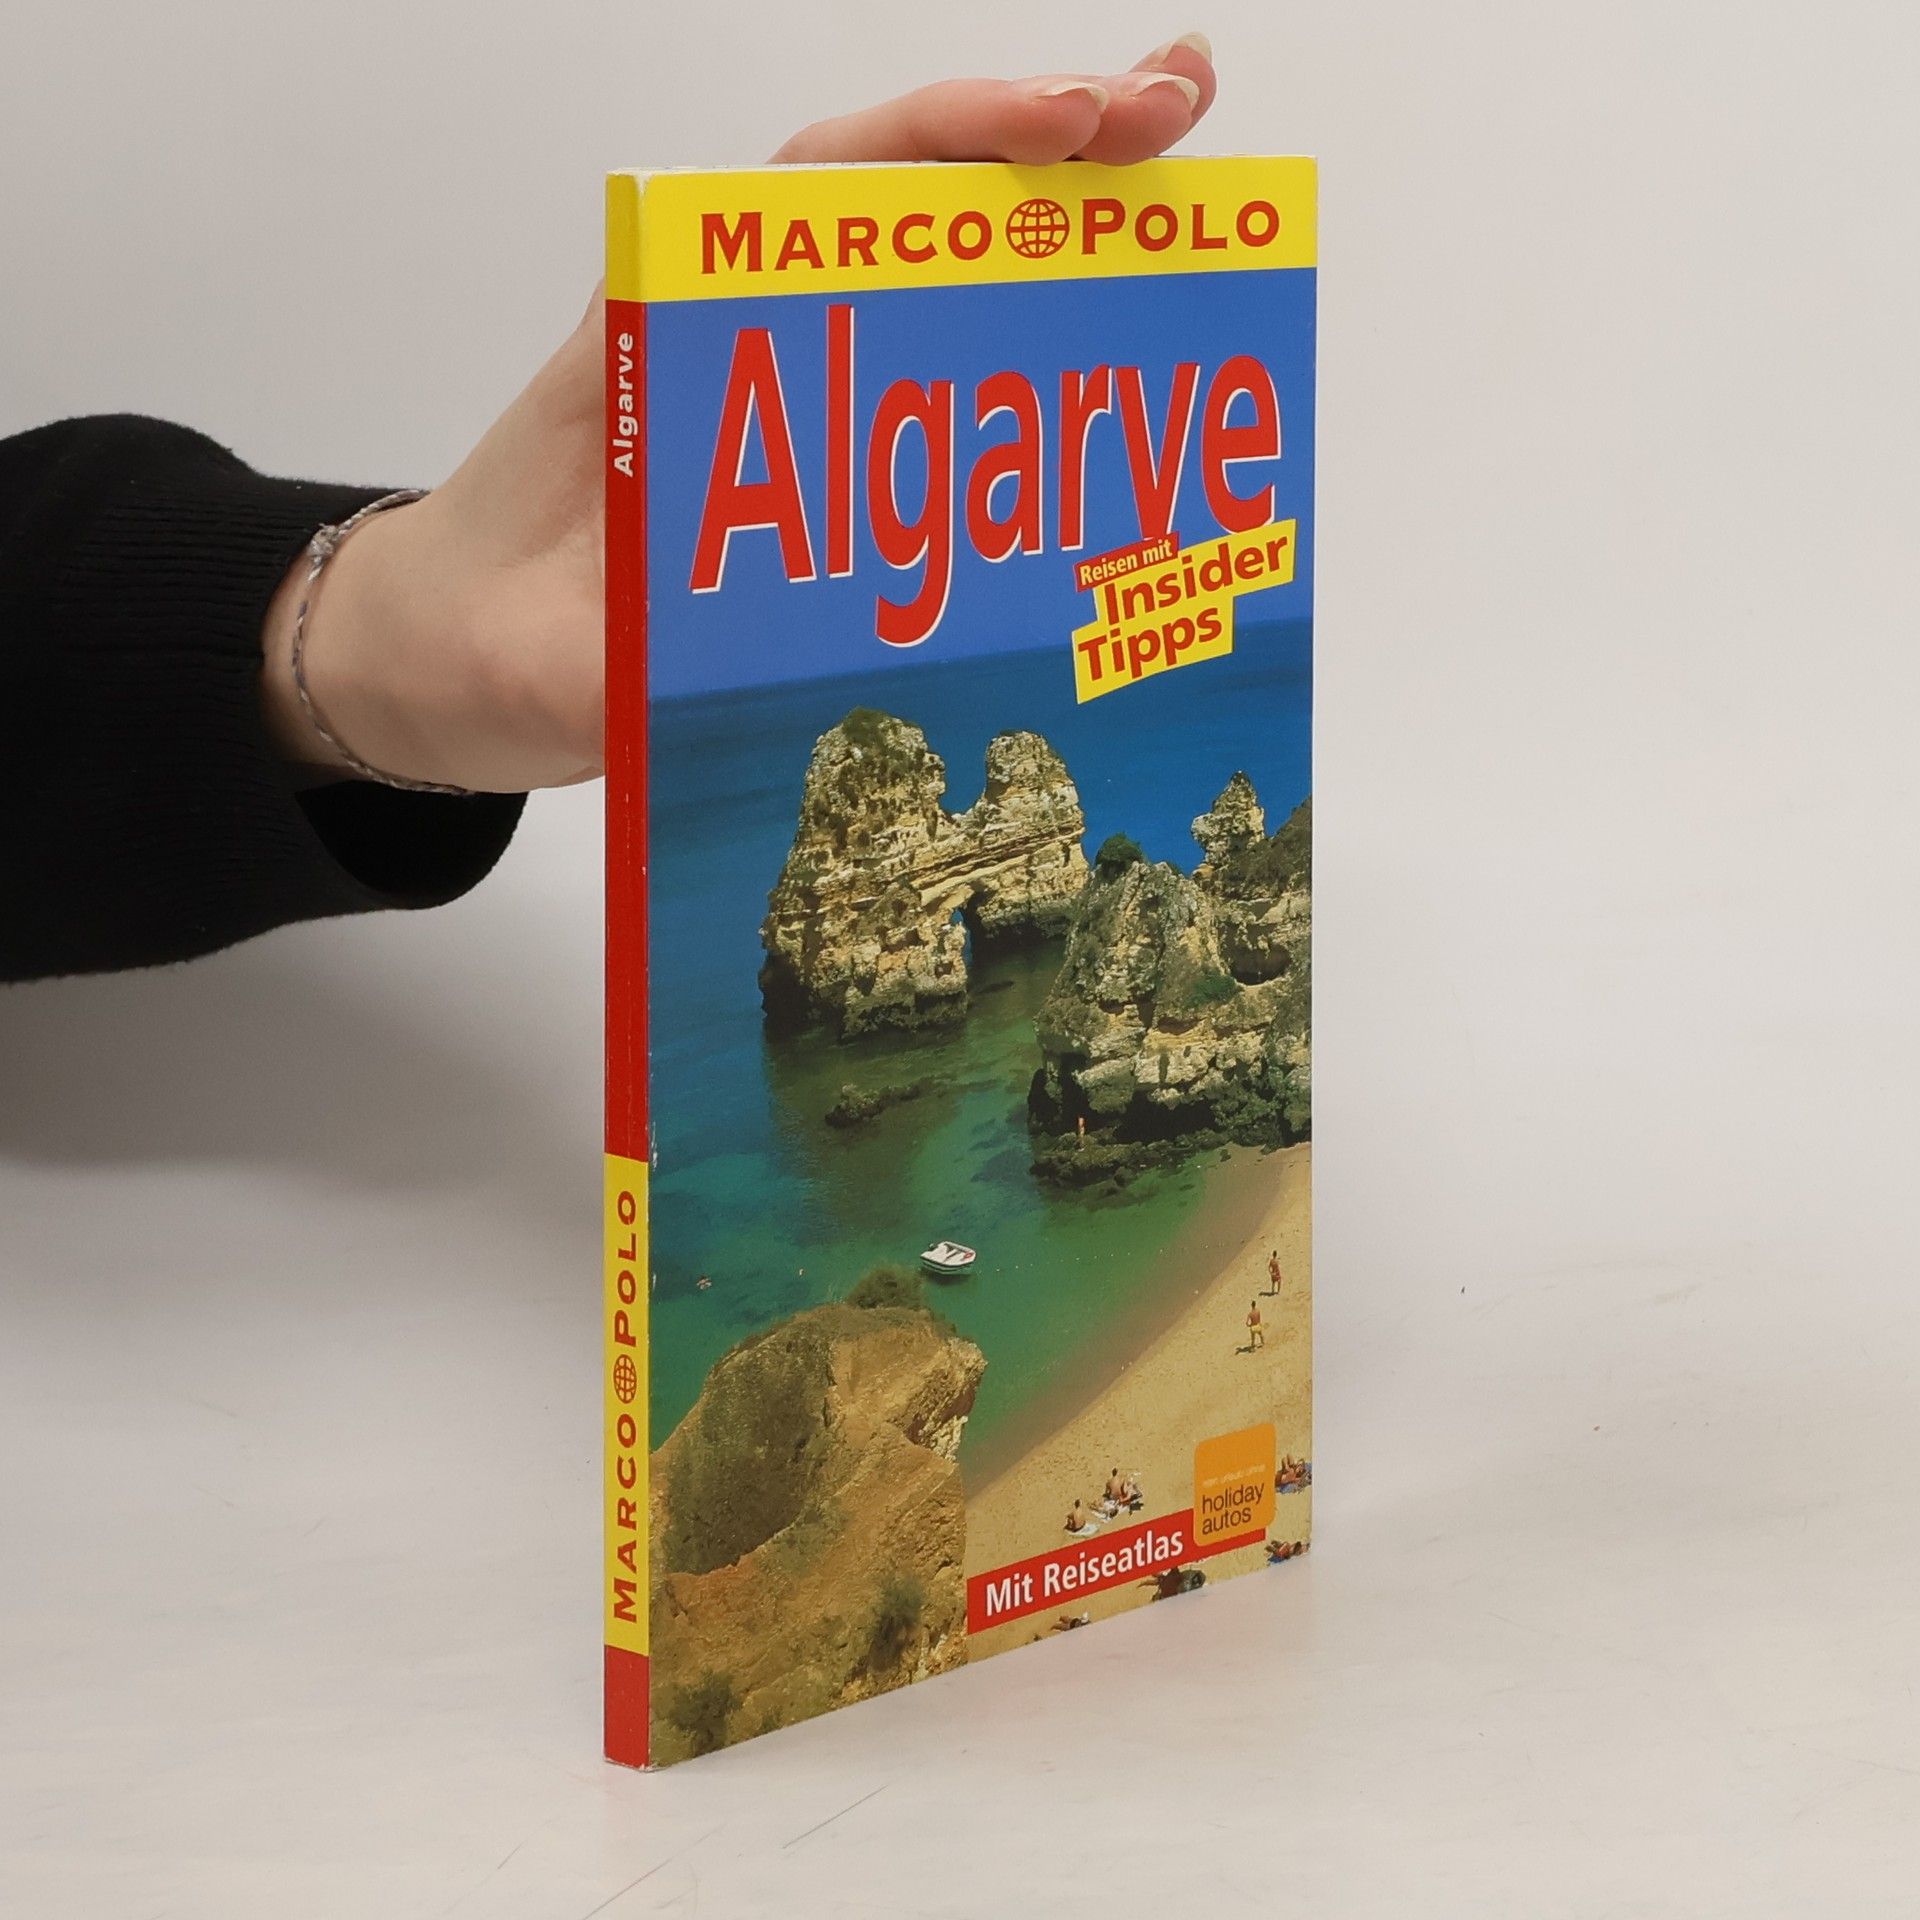 MARCO POLO
Algarve
Reisen mit
Insider
Tipps
holiday
autos
Mit Reiseatlas
Algarve
MARCO POLO